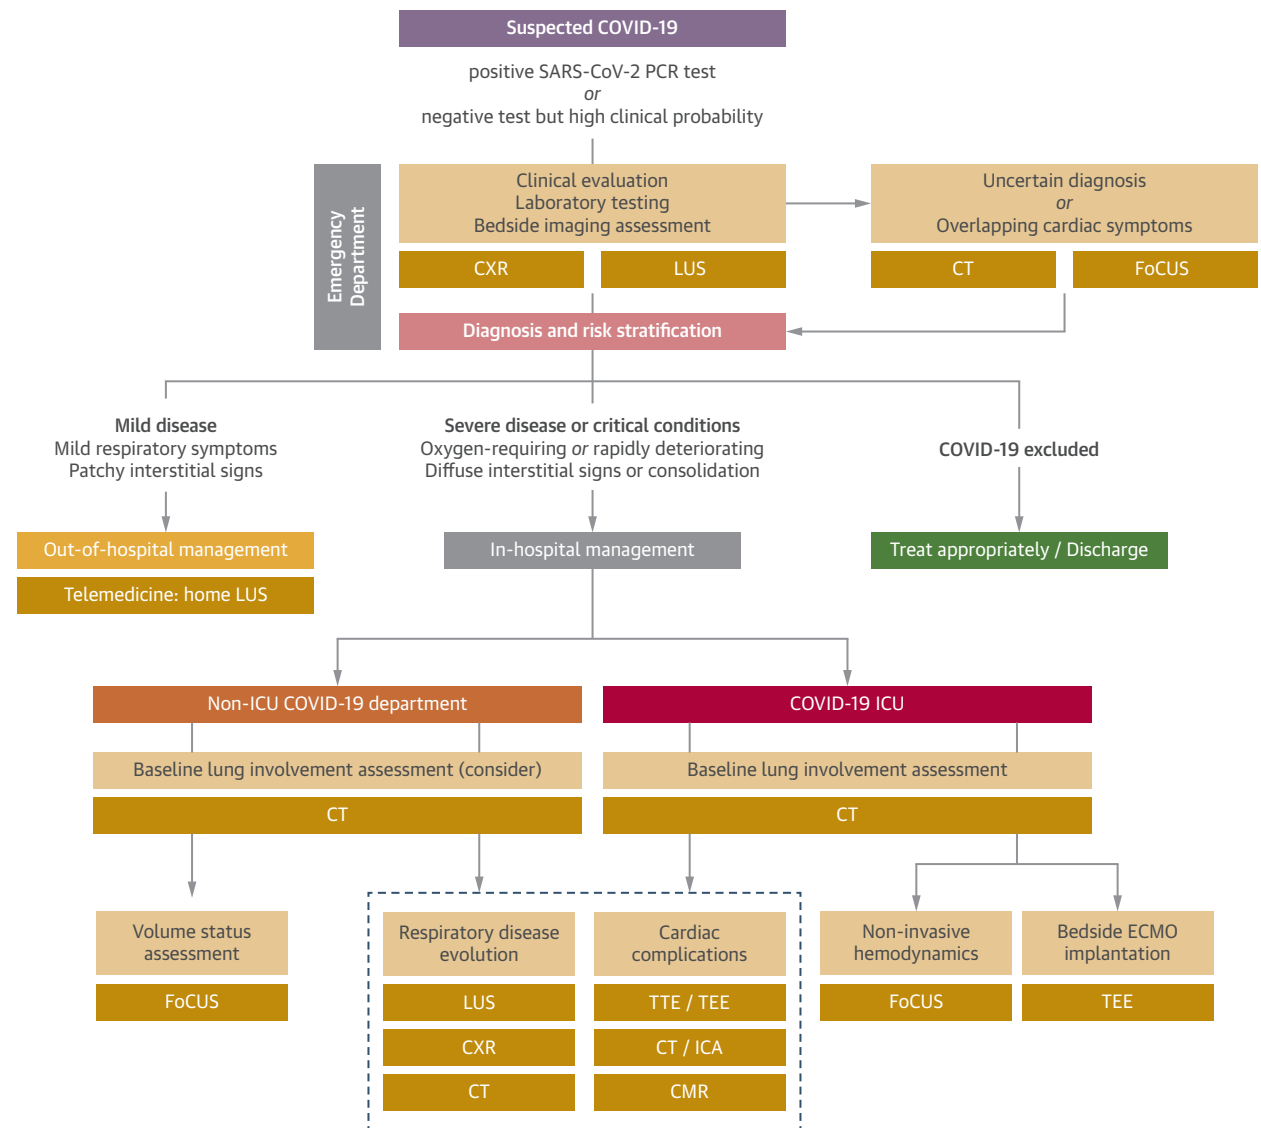 Suspected COVID-19
positive SARS-CoV-2 PCR test
or
negative test but high clinical probability
Emergency
Department
Clinical evaluation
Laboratory testing
Bedside imaging assessment
CXR
LUS
Uncertain diagnosis
or
Overlapping cardiac symptoms
CT
FoCUS
Diagnosis and risk stratification
Mild disease
Mild respiratory symptoms
Patchy interstitial signs
Severe disease or critical conditions
Oxygen-requiring or rapidly deteriorating
Diffuse interstitial signs or consolidation
COVID-19 excluded
Out-of-hospital management
Telemedicine: home LUS
In-hospital management
Treat appropriately / Discharge
Non-ICU COVID-19 department
Baseline lung involvement assessment (consider)
CT
COVID-19 ICU
Baseline lung involvement assessment
CT
Volume status
assessment
FoCUS
Respiratory disease
evolution
LUS
CXR
CT
Cardiac
complications
TTE / TEE
CT / ICA
CMR
Non-invasive
hemodynamics
FoCUS
Bedside ECMO
implantation
TEE